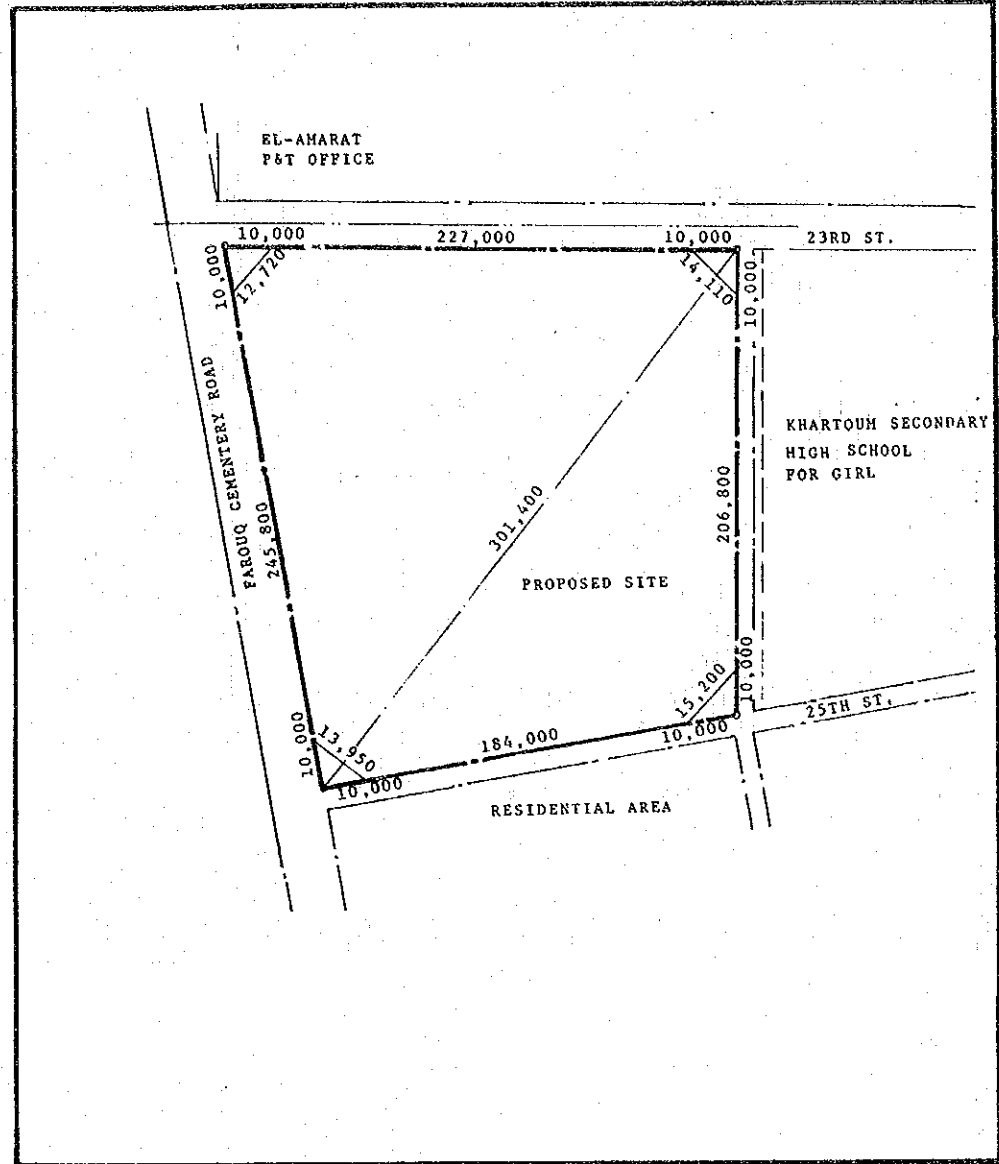 EL-AMARAT
P&T OFFICE
10,000
227,000
10,000
23RD ST.
10,000
12,720
14,110
10,000
FAROUQ CEMENTERY ROAD
245,800
KHARTOUM SECONDARY
HIGH SCHOOL
FOR GIRL
206,800
301,400
PROPOSED SITE
10,000
15,200
10,000
25TH ST.
10,000
13,950
184,000
10,000
RESIDENTIAL AREA